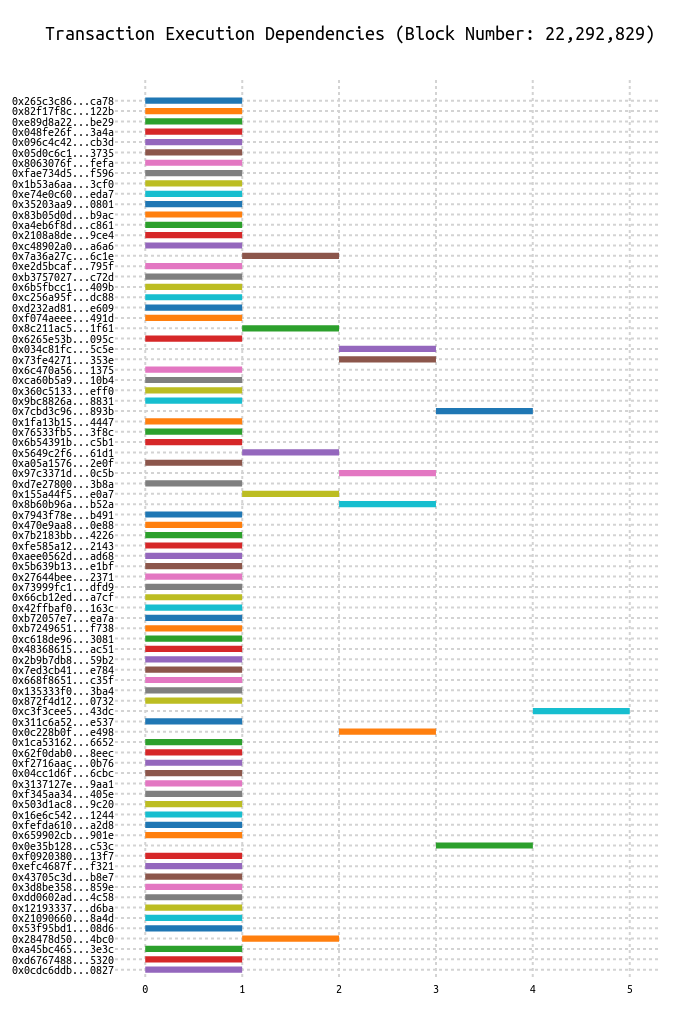 Transaction Execution Dependencies (Block Number: 22,292,829)
0x265c3c86...ca78
0x82f17f8c...122b
0xe89d8a22...be29
0x048fe26f...3a4a
0x096c4c42...cb3d
0x05d0c6c1...3735
0x8063076f...fefa
0xfae734d5...f596
0x1b53a6aa...3cf0
0xe74e0c60...eda7
0x35203aa9...0801
0x83b05d0d...b9ac
0xa4eb6f8d...c861
0x2108a8de...9ce4
0xc48902a0...a6a6
0x7a36a27c...6c1e
0xe2d5bcaf...795f
0xb3757027...c72d
0x6b5fbcc1...409b
0xc256a95f...dc88
0xd232ad81...e609
0xf074aeee...491d
0x8c211ac5...1f61
0x6265e53b...095c
0x034c81fc...5c5e
0x73fe4271...353e
0x6c470a56...1375
0xca60b5a9...10b4
0x360c5133...eff0
0x9bc8826a...8831
0x7cbd3c96...893b
0x1fa13b15...4447
0x76533fb5...3f8c
0x6b54391b...c5b1
0x5649c2f6...61d1
0xa05a1576...2e0f
0x97c3371d...0c5b
0xd7e27800...3b8a
0x155a44f5...e0a7
0x8b60b96a...b52a
0x7943f78e...b491
0x470e9aa8...0e88
0x7b2183bb...4226
0xfe585a12...2143
0xaee0562d...ad68
0x5b639b13...e1bf
0x27644bee...2371
0x73999fc1...dfd9
0x66cb12ed...a7cf
0x42ffbaf0...163c
0xb72057e7...ea7a
0xb7249651...f738
0xc618de96...3081
0x48368615...ac51
0x2b9b7db8...59b2
0x7ed3cb41...e784
0x668f8651...c35f
0x135333f0...3ba4
0x872f4d12...0732
0xc3f3cee5...43dc
0x311c6a52...e537
0x0c228b0f...e498
0x1ca53162...6652
0x62f0dab0...8eec
0xf2716aac...0b76
0x04cc1d6f...6cbc
0x3137127e...9aa1
0xf345aa34...405e
0x503d1ac8...9c20
0x16e6c542...1244
0xfefda610...a2d8
0x659902cb...901e
0x0e35b128...c53c
0xf0920380...13f7
0xefc4687f...f321
0x43705c3d...b8e7
0x3d8be358...859e
0xdd0602ad...4c58
0x12193337...d6ba
0x21090660...8a4d
0x53f95bd1...08d6
0x28478d50...4bc0
0xa45bc465...3e3c
0xd6767488...5320
0x0cdc6ddb...0827
0 1 2 3 4 5